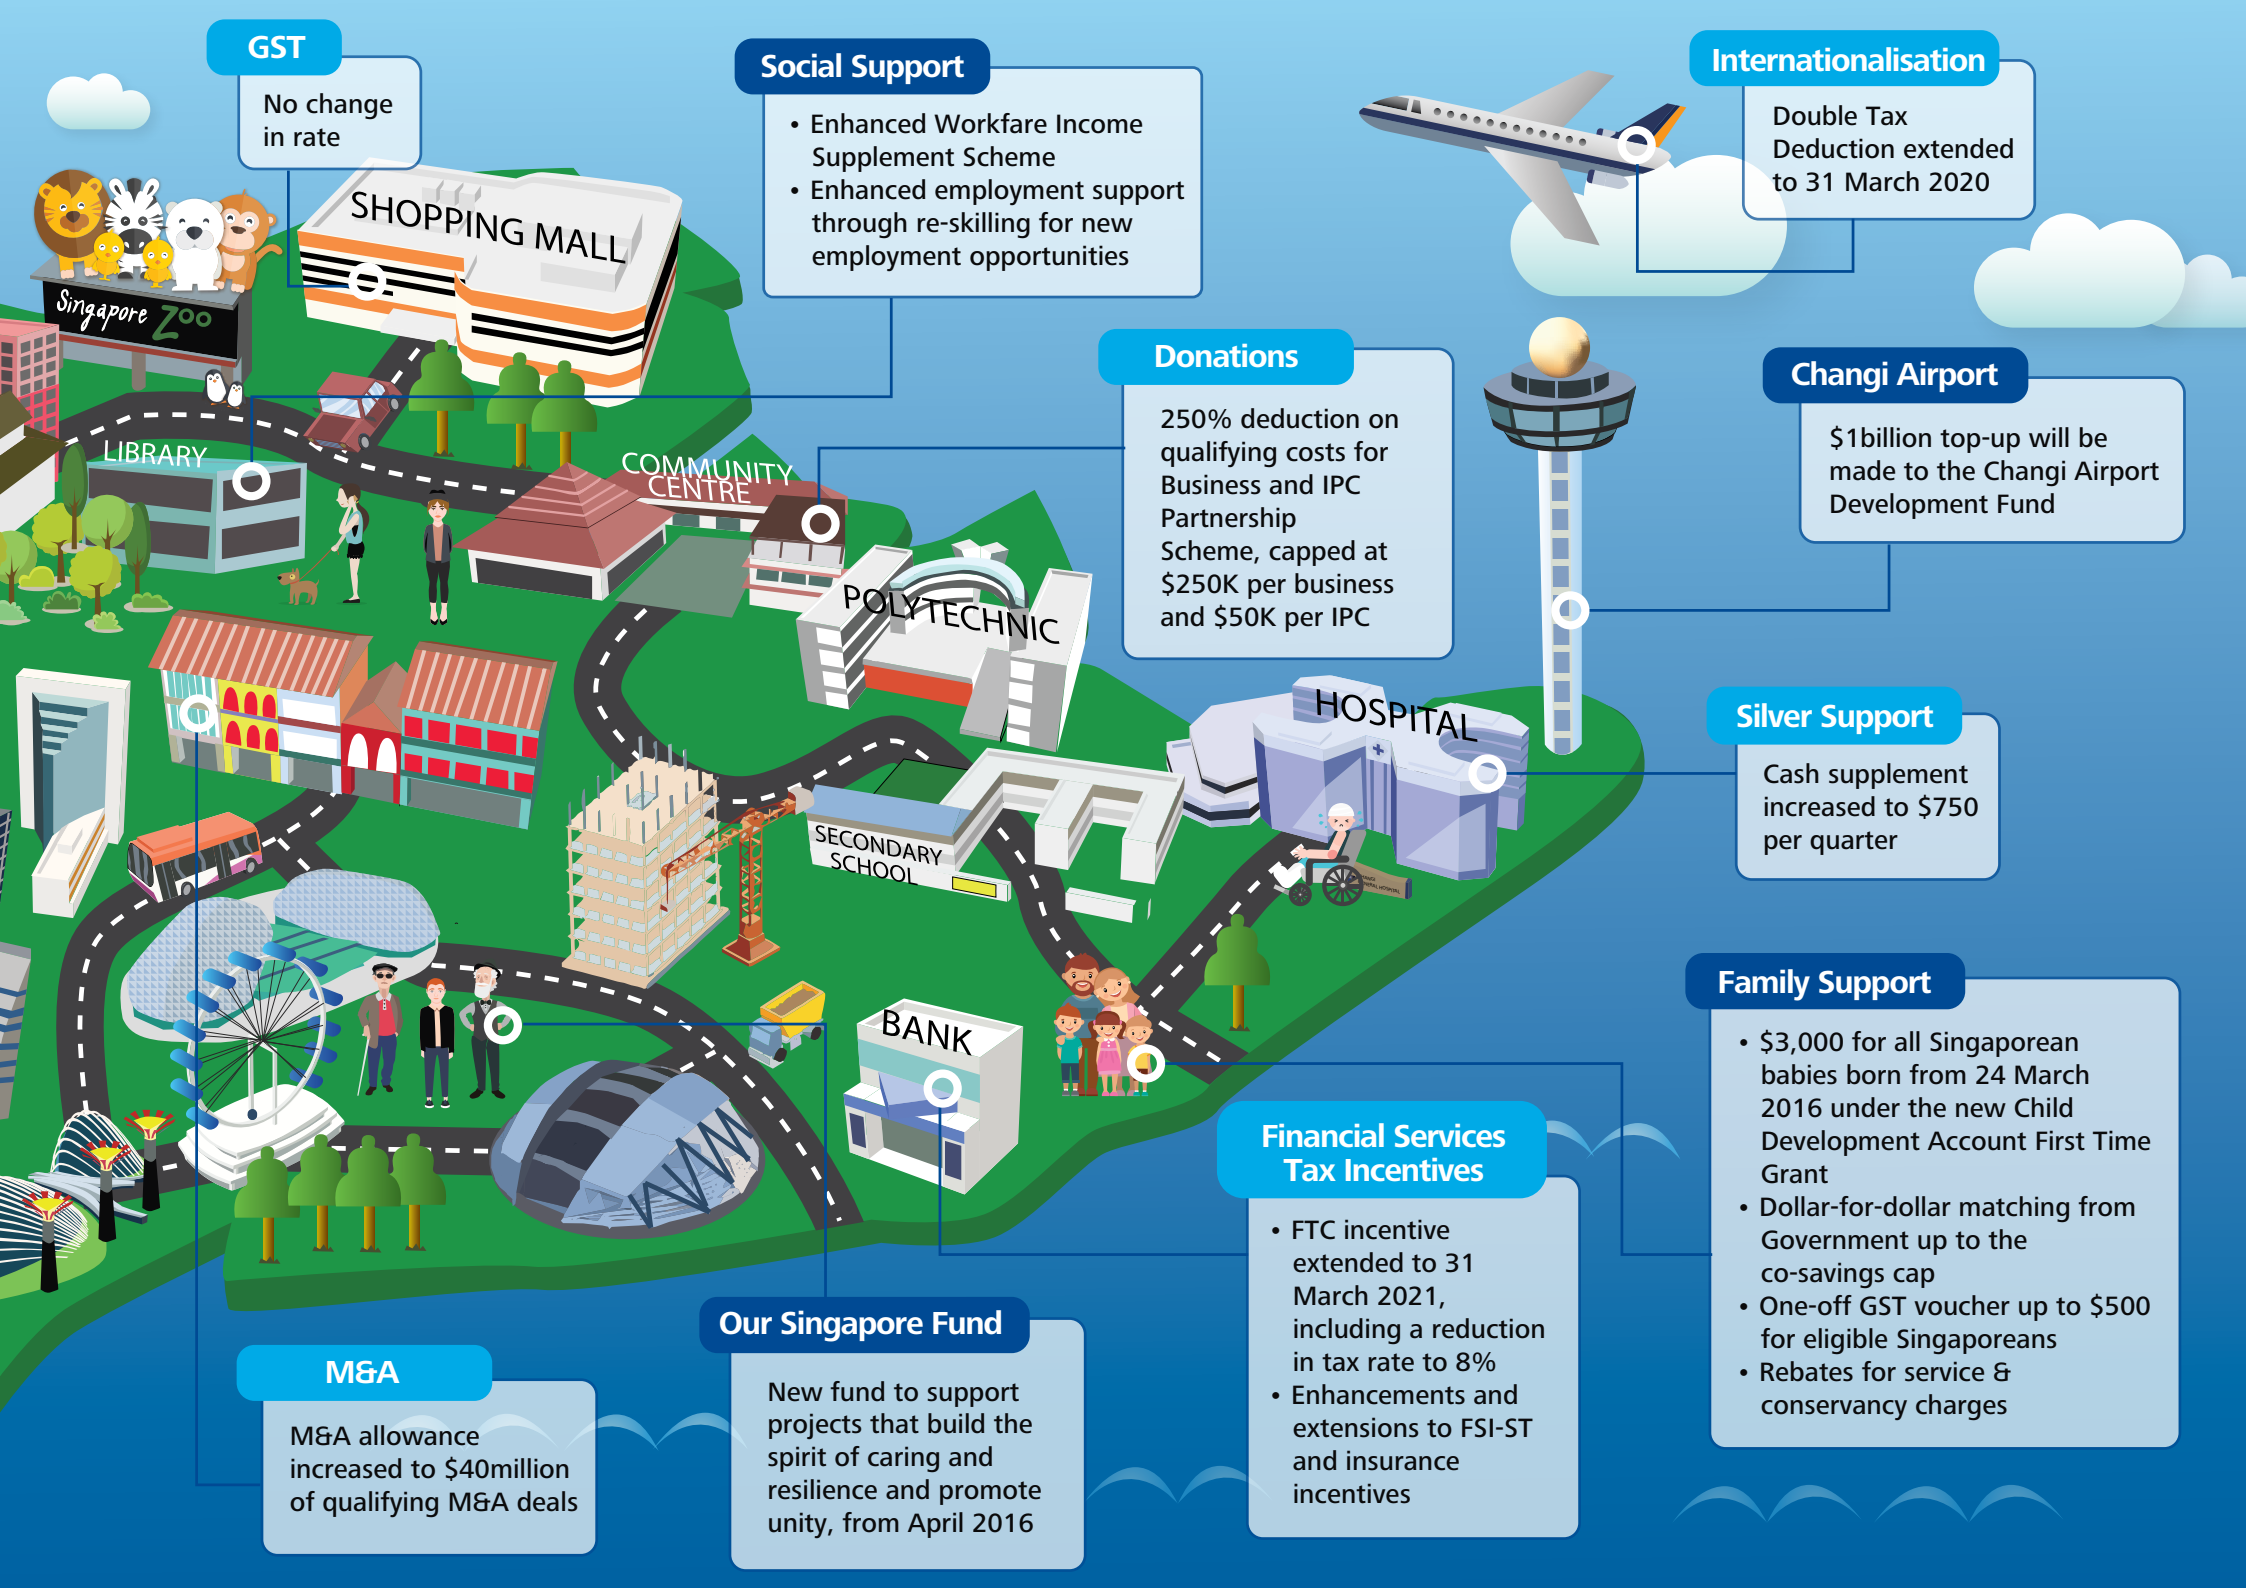 GST
No change
in rate
Social Support
• Enhanced Workfare Income
Supplement Scheme
• Enhanced employment support
through re-skilling for new
employment opportunities
Internationalisation
Double Tax
Deduction extended
to 31 March 2020
SHOPPING MALL
Singapore Zoo
Donations
250% deduction on
qualifying costs for
Business and IPC
Partnership
Scheme, capped at
$250K per business
and $50K per IPC
Changi Airport
$1billion top-up will be
made to the Changi Airport
Development Fund
LIBRARY
COMMUNITY
CENTRE
POLYTECHNIC
HOSPITAL
Silver Support
Cash supplement
increased to $750
per quarter
SECONDARY
SCHOOL
BANK
Family Support
• $3,000 for all Singaporean
babies born from 24 March
2016 under the new Child
Development Account First Time
Grant
• Dollar-for-dollar matching from
Government up to the
co-savings cap
• One-off GST voucher up to $500
for eligible Singaporeans
• Rebates for service &
conservancy charges
Financial Services
Tax Incentives
• FTC incentive
extended to 31
March 2021,
including a reduction
in tax rate to 8%
• Enhancements and
extensions to FSI-ST
and insurance
incentives
Our Singapore Fund
New fund to support
projects that build the
spirit of caring and
resilience and promote
unity, from April 2016
M&A
M&A allowance
increased to $40million
of qualifying M&A deals